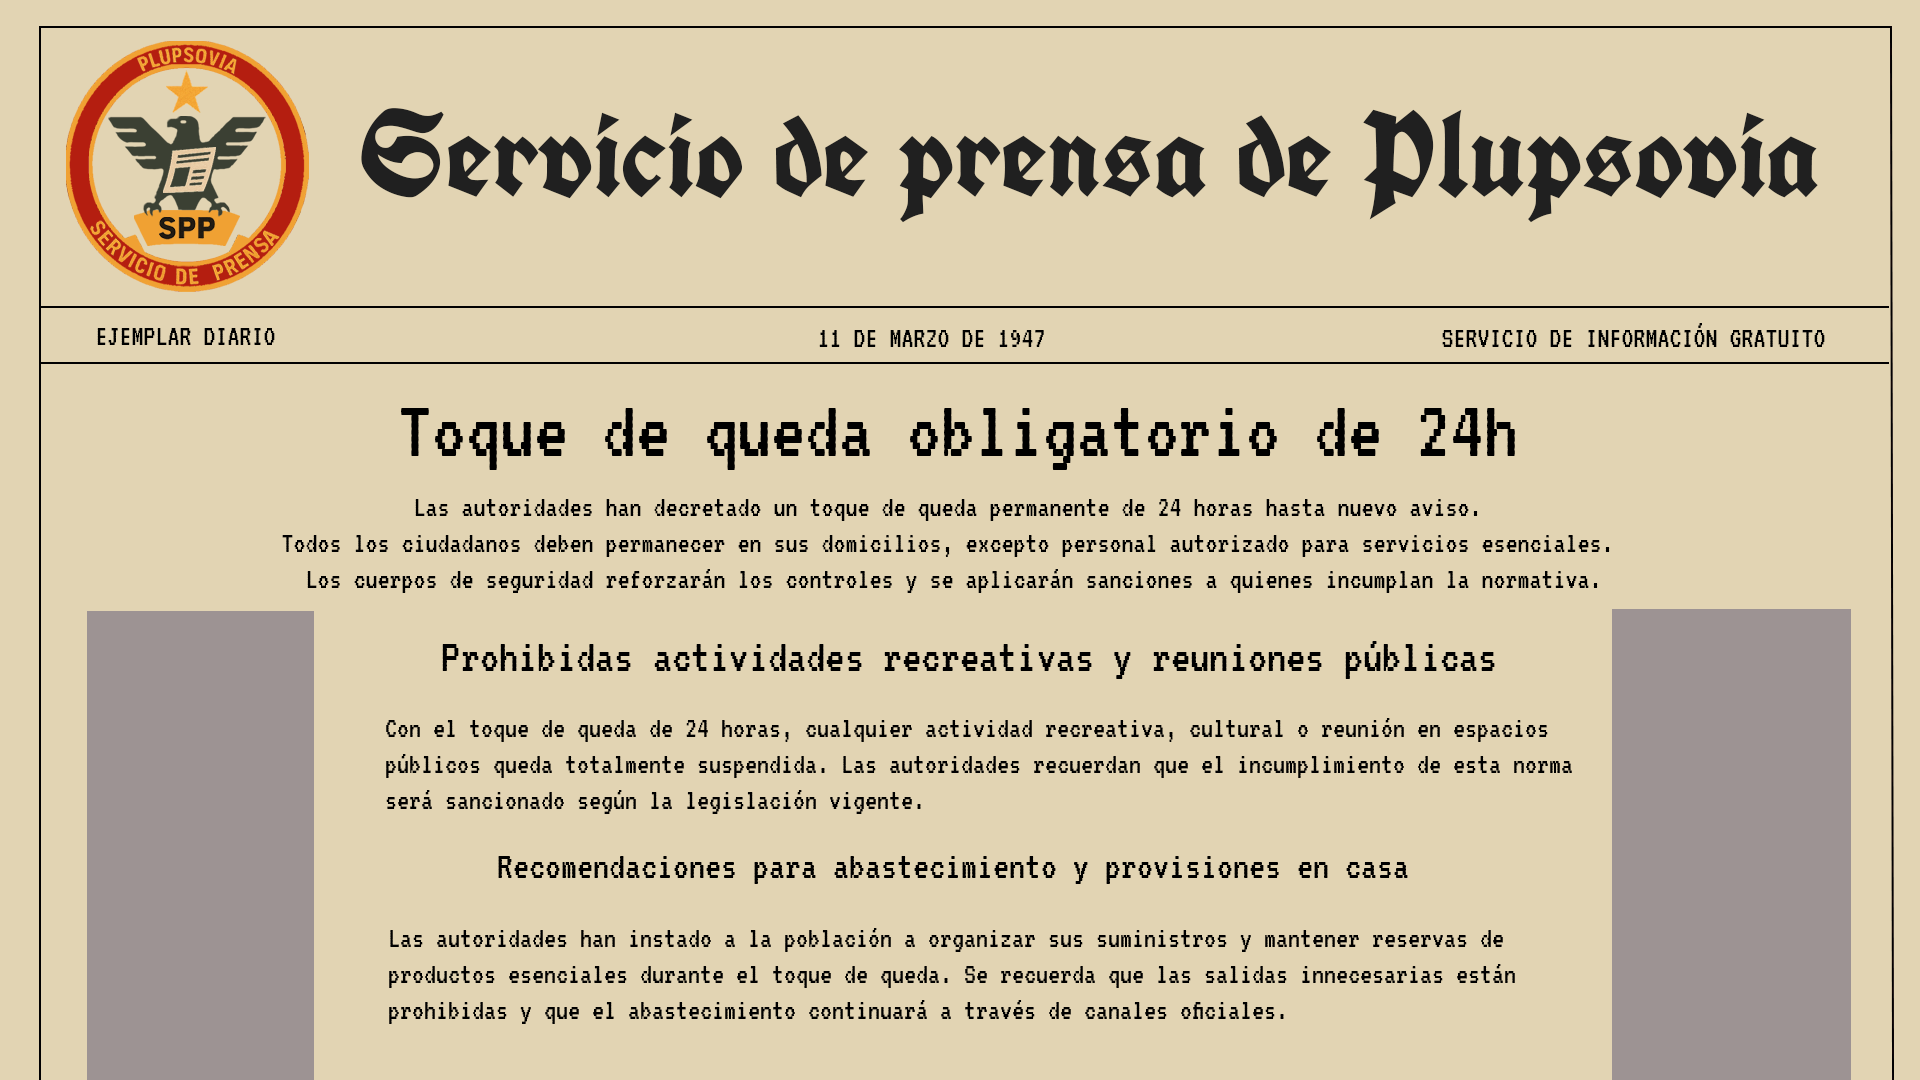 PLUPSOVIA
SPP
SERVICIO DE PRENSA
Servicio de prensa de Plupsovia
EJEMPLAR DIARIO
11 DE MARZO DE 1947
SERVICIO DE INFORMACIÓN GRATUITO
Toque de queda obligatorio de 24h
Las autoridades han decretado un toque de queda permanente de 24 horas hasta nuevo aviso.
Todos los ciudadanos deben permanecer en sus domicilios, excepto personal autorizado para servicios esenciales.
Los cuerpos de seguridad reforzarán los controles y se aplicarán sanciones a quienes incumplan la normativa.
Prohibidas actividades recreativas y reuniones públicas
Con el toque de queda de 24 horas, cualquier actividad recreativa, cultural o reunión en espacios
públicos queda totalmente suspendida. Las autoridades recuerdan que el incumplimiento de esta norma
será sancionado según la legislación vigente.
Recomendaciones para abastecimiento y provisiones en casa
Las autoridades han instado a la población a organizar sus suministros y mantener reservas de
productos esenciales durante el toque de queda. Se recuerda que las salidas innecesarias están
prohibidas y que el abastecimiento continuará a través de canales oficiales.